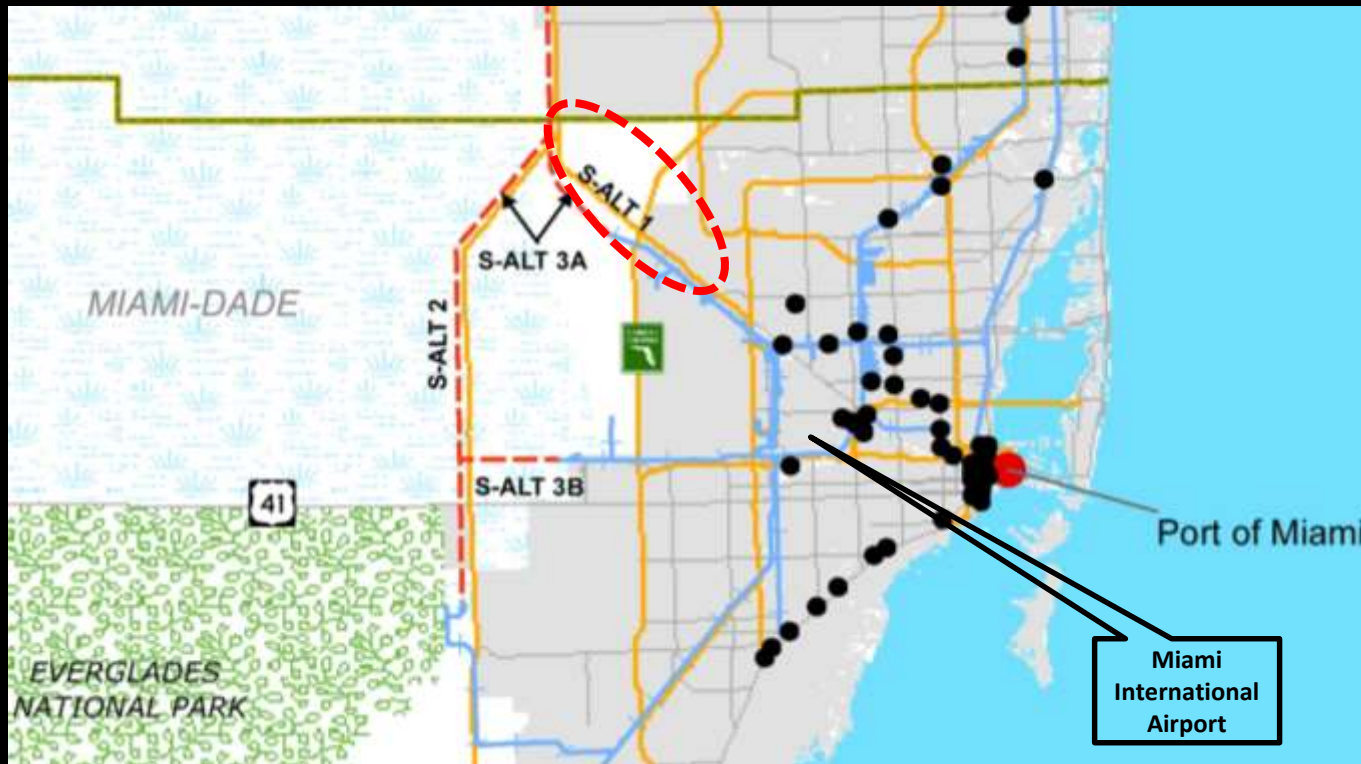 S-ALT 1
S-ALT 3A
MIAMI-DADE
S-ALT 2
S-ALT 3B
41
Port of Miami
EVERGLADES
NATIONAL PARK
Miami
International
Airport